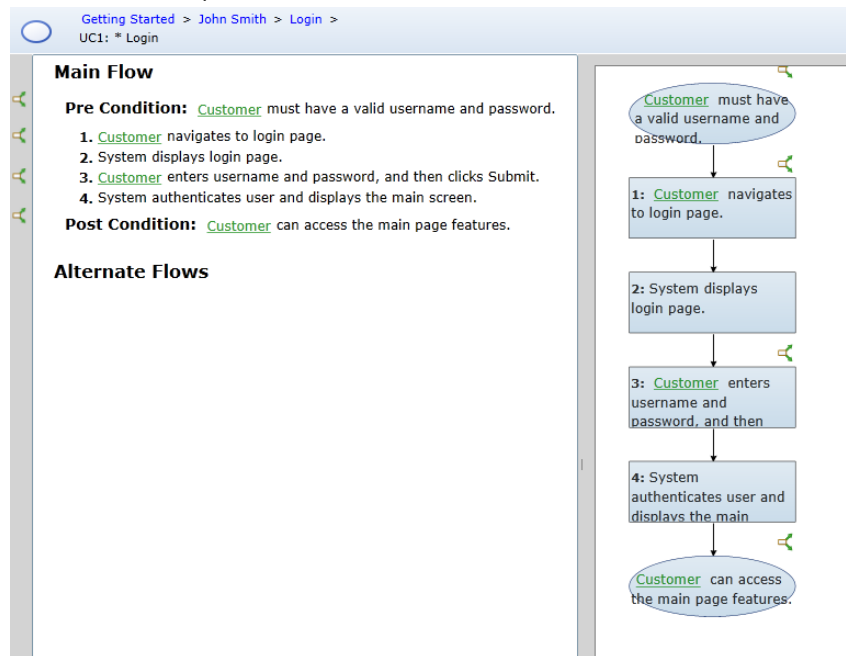 Getting Started > John Smith > Login >
UC1: * Login
Main Flow
Pre Condition: Customer must have a valid username and password.
1. Customer navigates to login page.
2. System displays login page.
3. Customer enters username and password, and then clicks Submit.
4. System authenticates user and displays the main screen.
Post Condition: Customer can access the main page features.
Alternate Flows
Customer must have
a valid username and
password.
1: Customer navigates
to login page.
2: System displays
login page.
3: Customer enters
username and
password, and then
4: System
authenticates user and
displays the main
Customer can access
the main page features.